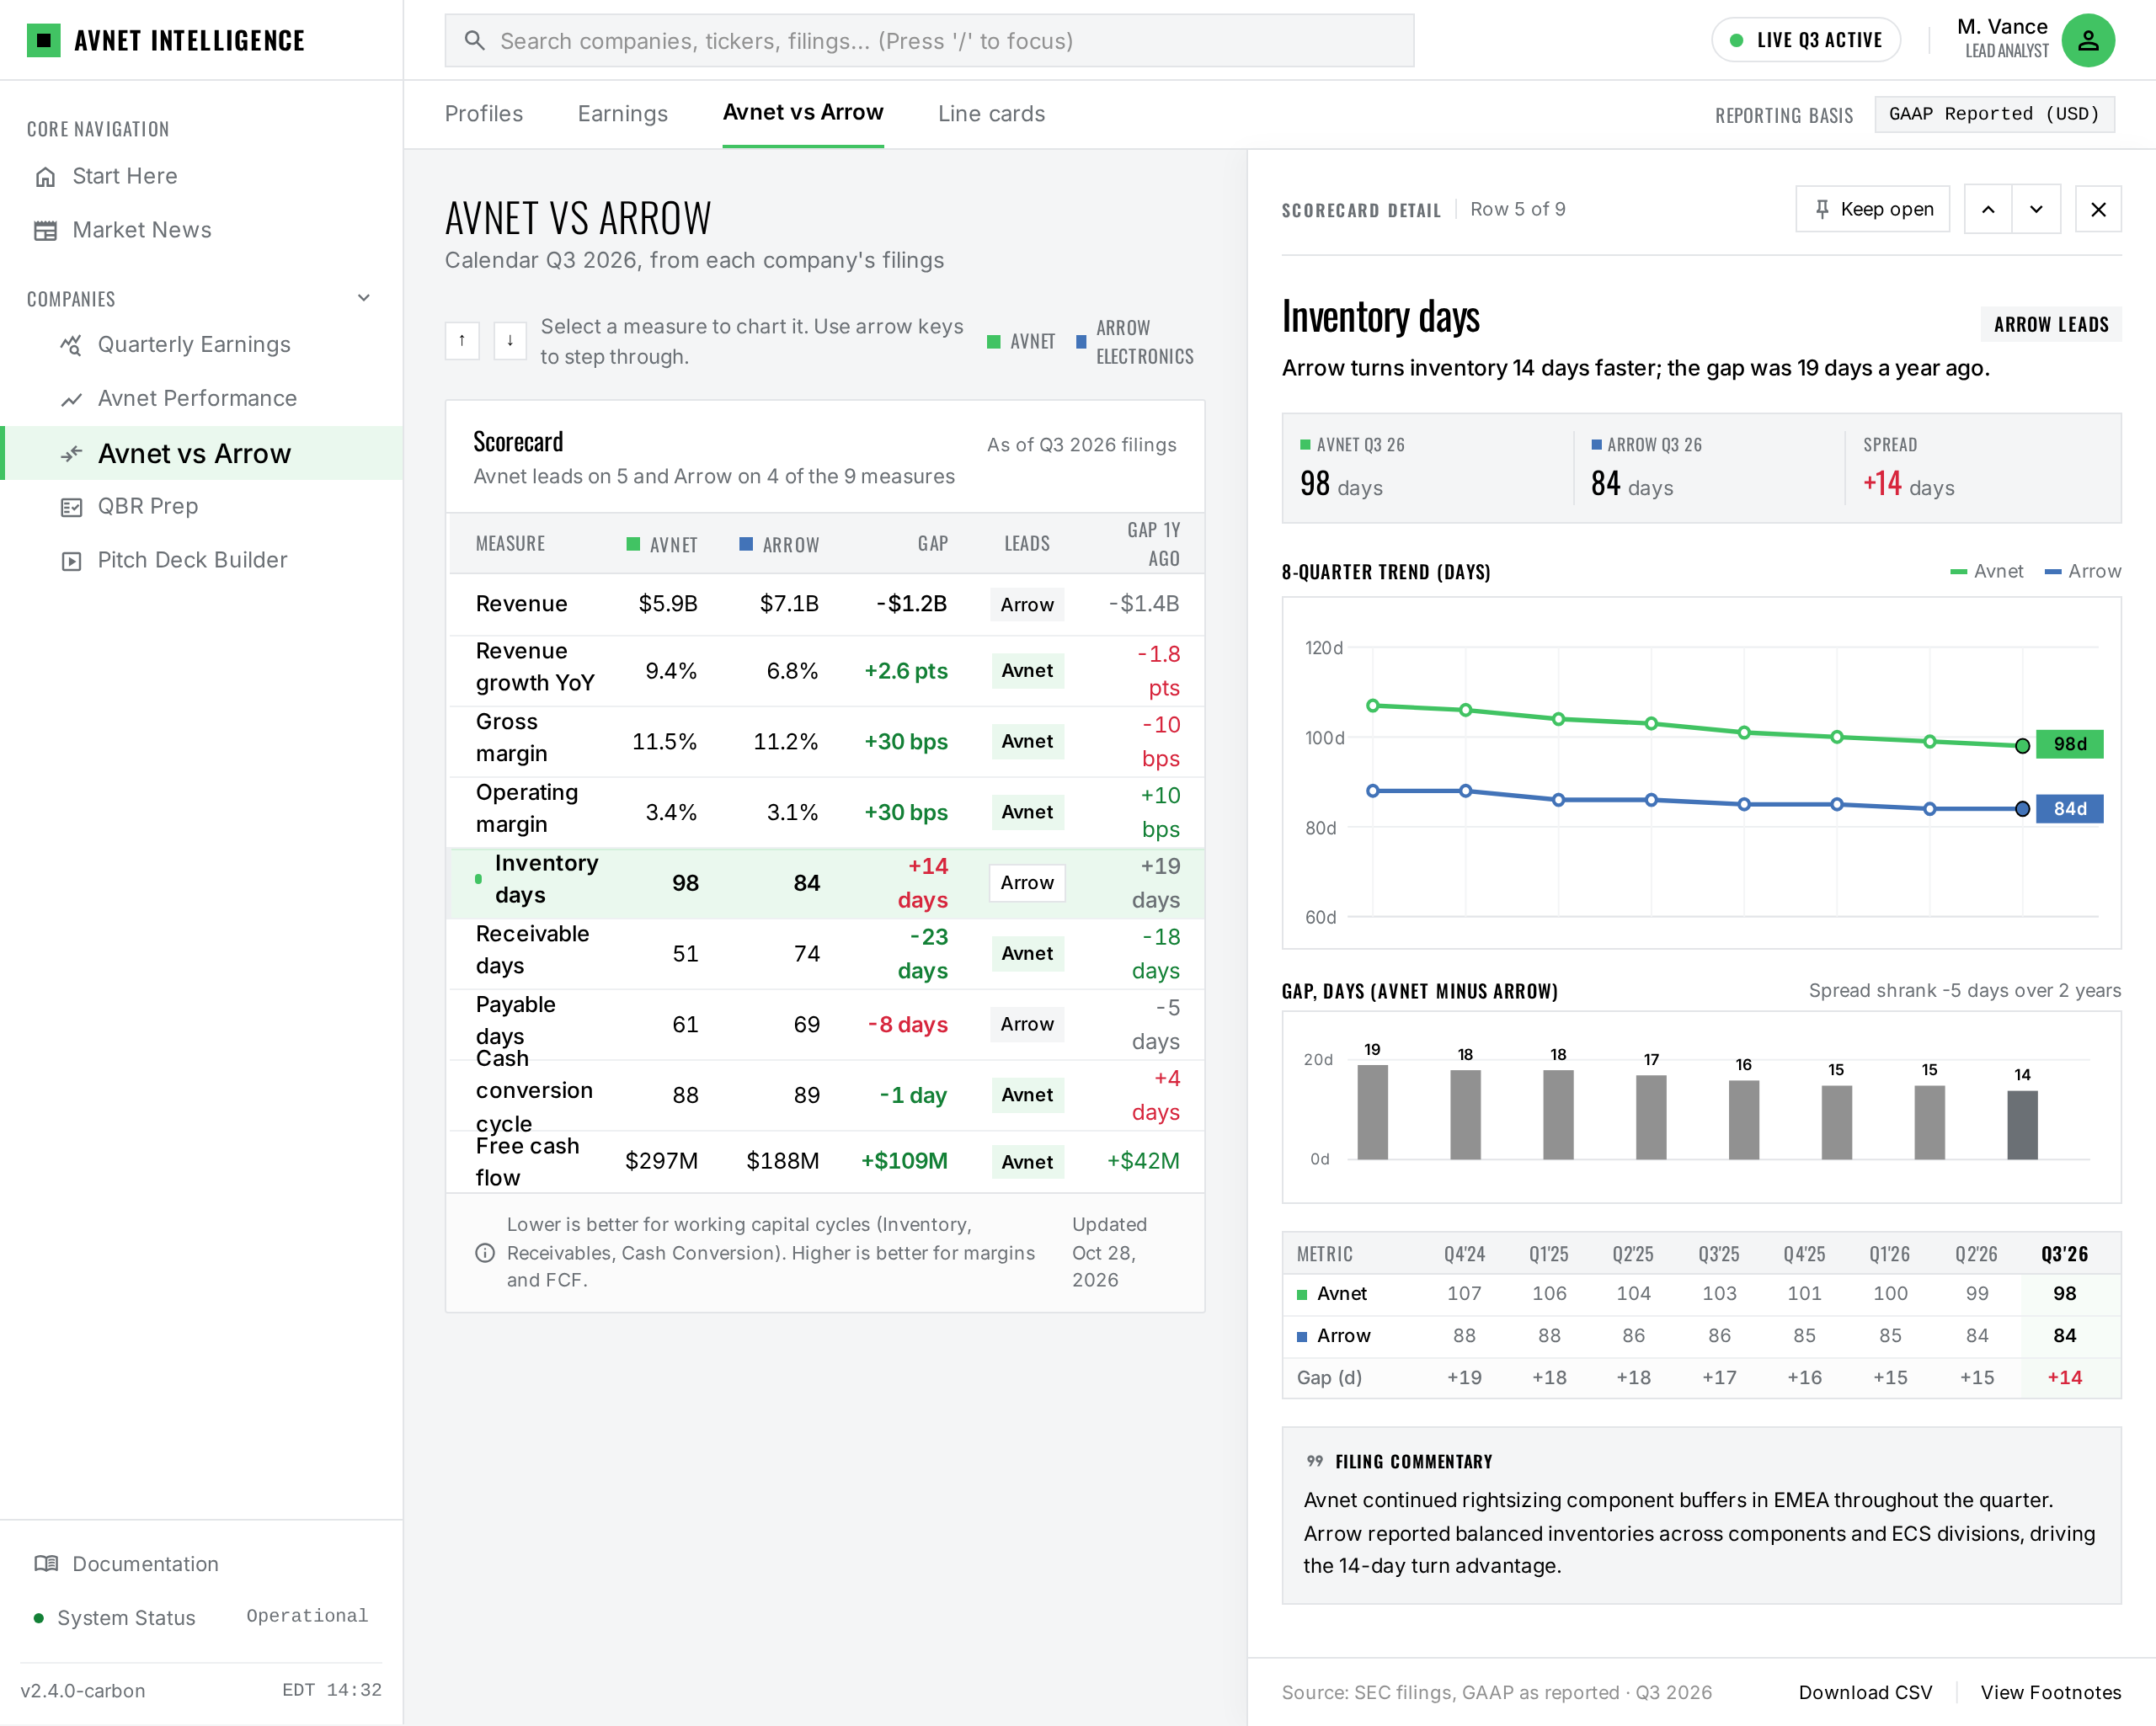 AVNET INTELLIGENCE
Search companies, tickers, filings... (Press '/' to focus)
LIVE Q3 ACTIVE
M. Vance
LEAD ANALYST
CORE NAVIGATION
Start Here
Market News
COMPANIES
Quarterly Earnings
Avnet Performance
Avnet vs Arrow
QBR Prep
Pitch Deck Builder
Documentation
System Status Operational
v2.4.0-carbon EDT 14:32
Profiles Earnings Avnet vs Arrow Line cards
REPORTING BASIS GAAP Reported (USD)
AVNET VS ARROW
Calendar Q3 2026, from each company's filings
↑ ↓
Select a measure to chart it. Use arrow keys
to step through.
AVNET
ARROW
ELECTRONICS
Scorecard
As of Q3 2026 filings
Avnet leads on 5 and Arrow on 4 of the 9 measures
MEASURE AVNET ARROW GAP LEADS GAP 1Y
AGO
Revenue $5.9B $7.1B -$1.2B Arrow -$1.4B
Revenue
growth YoY 9.4% 6.8% +2.6 pts Avnet -1.8
pts
Gross
margin 11.5% 11.2% +30 bps Avnet -10
bps
Operating
margin 3.4% 3.1% +30 bps Avnet +10
bps
Inventory
days 98 84 +14
days Arrow +19
days
Receivable
days 51 74 -23
days Avnet -18
days
Payable
days 61 69 -8 days Arrow -5
days
Cash
conversion
cycle 88 89 -1 day Avnet +4
days
Free cash
flow $297M $188M +$109M Avnet +$42M
Lower is better for working capital cycles (Inventory,
Receivables, Cash Conversion). Higher is better for margins
and FCF.
Updated
Oct 28,
2026
SCORECARD DETAIL Row 5 of 9
Keep open
Inventory days
ARROW LEADS
Arrow turns inventory 14 days faster; the gap was 19 days a year ago.
AVNET Q3 26 ARROW Q3 26 SPREAD
98 days 84 days +14 days
8-QUARTER TREND (DAYS)
Avnet Arrow
120d
100d
80d
60d
98d
84d
GAP, DAYS (AVNET MINUS ARROW)
Spread shrank -5 days over 2 years
20d
0d
19 18 18 17 16 15 15 14
METRIC Q4'24 Q1'25 Q2'25 Q3'25 Q4'25 Q1'26 Q2'26 Q3'26
Avnet 107 106 104 103 101 100 99 98
Arrow 88 88 86 86 85 85 84 84
Gap (d) +19 +18 +18 +17 +16 +15 +15 +14
FILING COMMENTARY
Avnet continued rightsizing component buffers in EMEA throughout the quarter.
Arrow reported balanced inventories across components and ECS divisions, driving
the 14-day turn advantage.
Source: SEC filings, GAAP as reported · Q3 2026
Download CSV View Footnotes